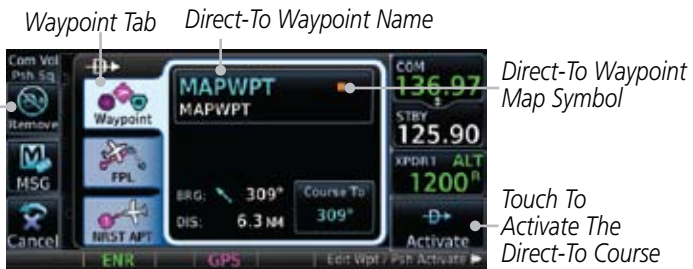 Waypoint Tab
Direct-To Waypoint Name
Com Vol
Psh Sq
Remove
MSG
Cancel
Waypoint
FPL
NRST APT
MAPWPT
MAPWPT
BRG: 309°
DIS: 6.3 NM
Course To
309°
COM
136.97
STBY
125.90
XPDR1 ALT
1200 R
Activate
ENR
GPS
Edit Wpt / Psh Activate
Direct-To Waypoint
Map Symbol
Touch To
Activate The
Direct-To Course